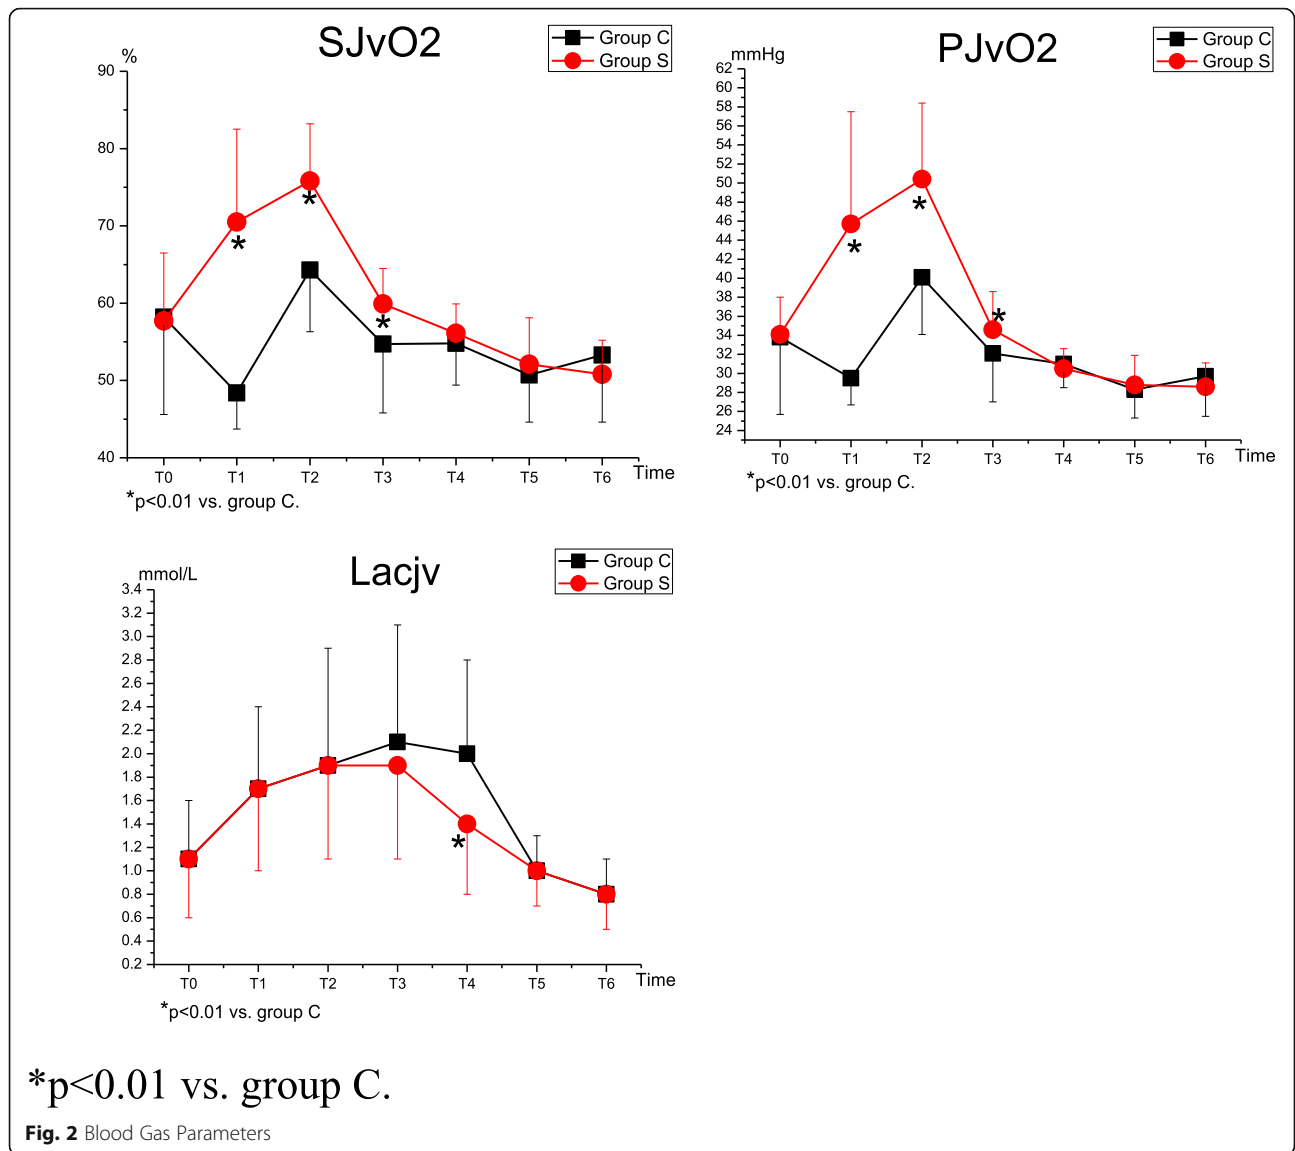 SJvO2
Group C
Group S
%
90
80
70
60
50
40
*
*
*
T0 T1 T2 T3 T4 T5 T6 Time
*p<0.01 vs. group C.
PJvO2
Group C
Group S
mmHg
62
60
58
56
54
52
50
48
46
44
42
40
38
36
34
32
30
28
26
24
*
*
*
T0 T1 T2 T3 T4 T5 T6 Time
*p<0.01 vs. group C.
Lacjv
Group C
Group S
mmol/L
3.4
3.2
3.0
2.8
2.6
2.4
2.2
2.0
1.8
1.6
1.4
1.2
1.0
0.8
0.6
0.4
0.2
*
T0 T1 T2 T3 T4 T5 T6 Time
*p<0.01 vs. group C
*p<0.01 vs. group C.
Fig. 2 Blood Gas Parameters